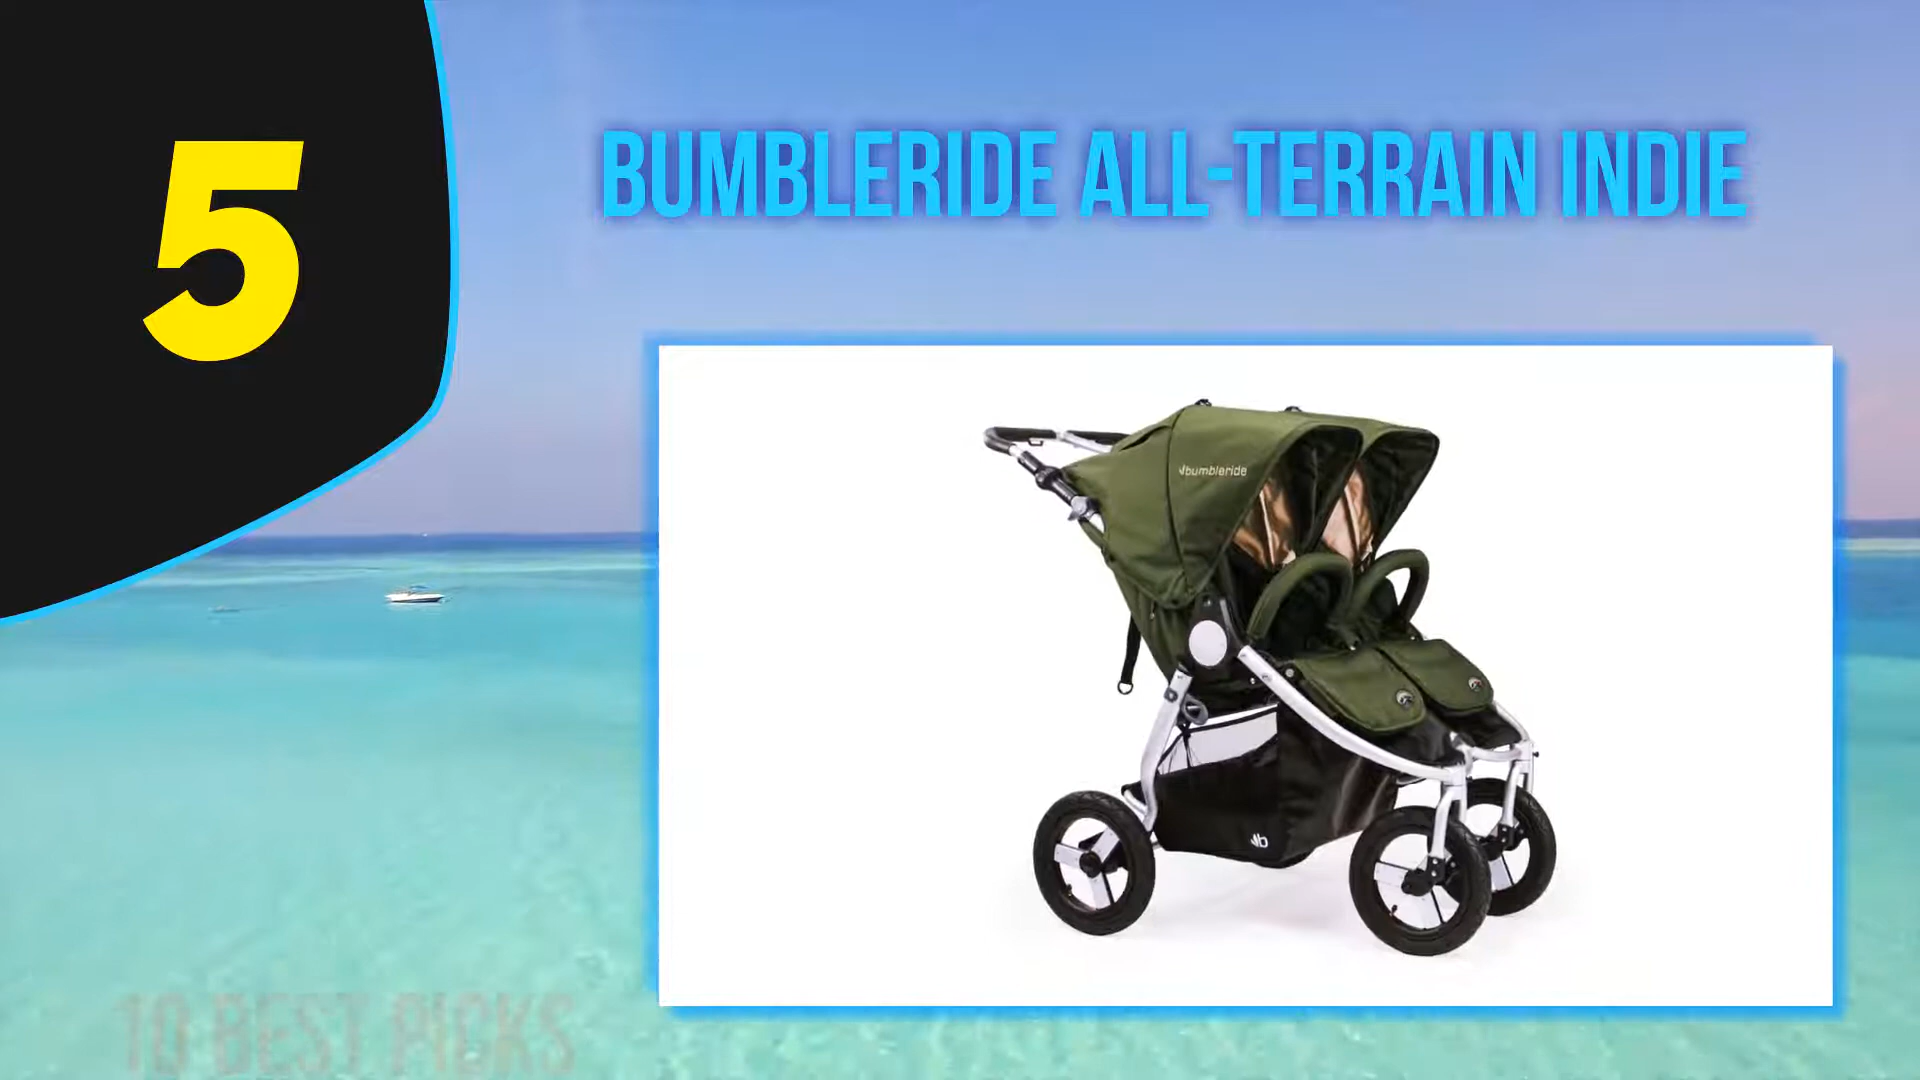 5
BUMBLERIDE ALL-TERRAIN INDIE
bumbleride
b
10 BEST PICKS